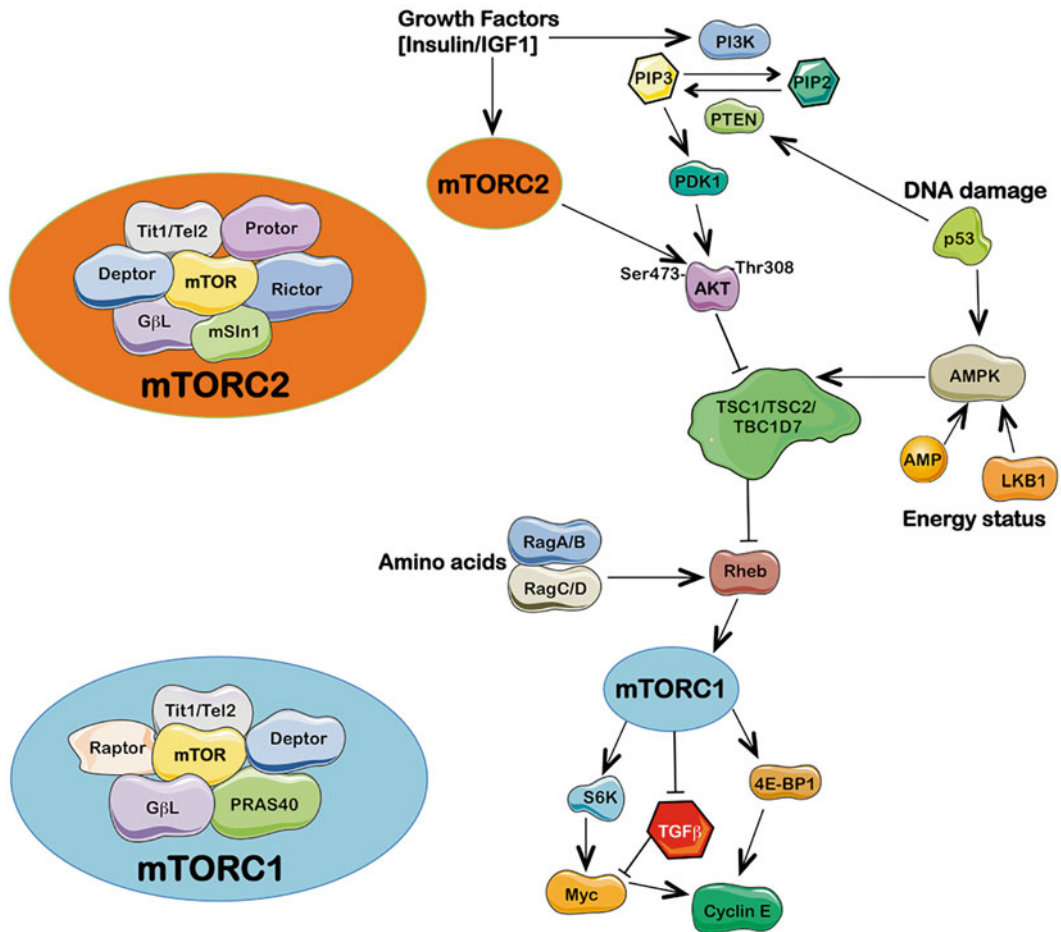 Growth Factors
[Insulin/IGF1]
PI3K
PIP3
PIP2
PTEN
mTORC2
PDK1
DNA damage
p53
Tit1/Tel2
Protor
Deptor
mTOR
Rictor
GβL
mSln1
mTORC2
Ser473-
-Thr308
AKT
AMPK
TSC1/TSC2/
TBC1D7
AMP
LKB1
Energy status
Amino acids
RagA/B
RagC/D
Rheb
mTORC1
Tit1/Tel2
Raptor
mTOR
Deptor
GβL
PRAS40
mTORC1
S6K
4E-BP1
TGFβ
Myc
Cyclin E